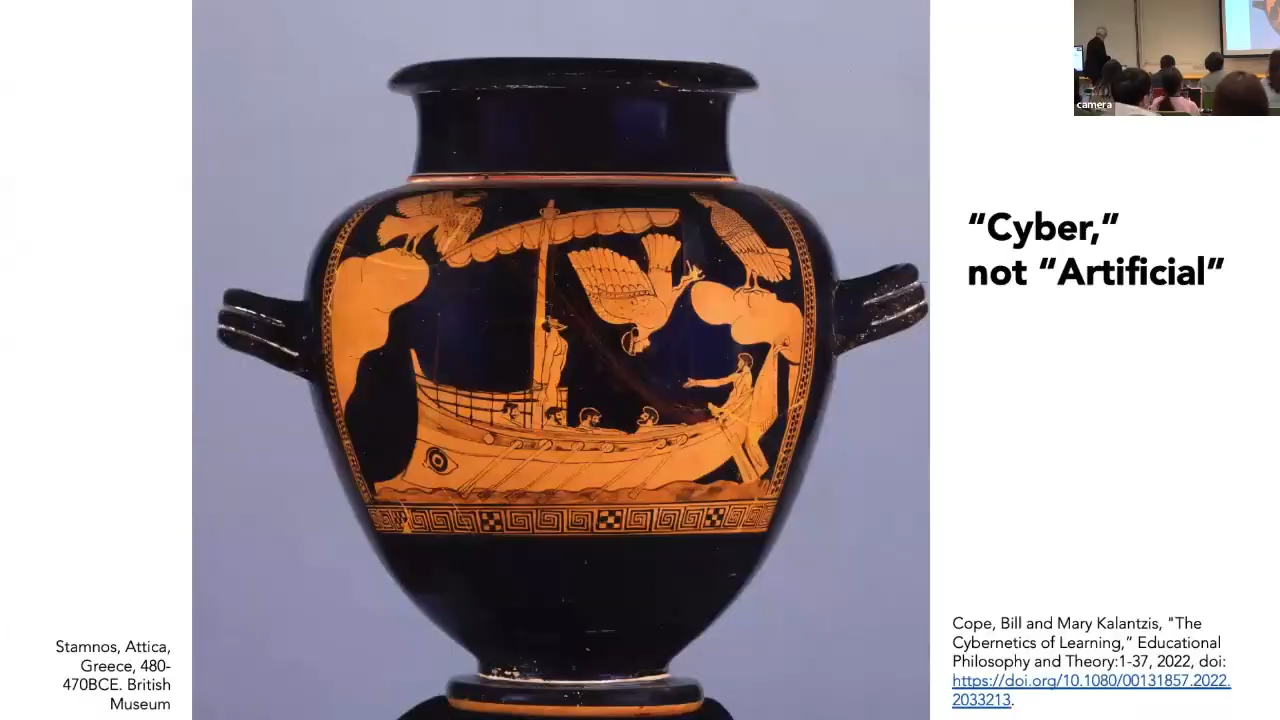 camera
“Cyber,”
not “Artificial”
Stamnos, Attica,
Greece, 480-
470BCE. British
Museum
Cope, Bill and Mary Kalantzis, "The
Cybernetics of Learning,” Educational
Philosophy and Theory:1-37, 2022, doi:
https://doi.org/10.1080/00131857.2022.
2033213.